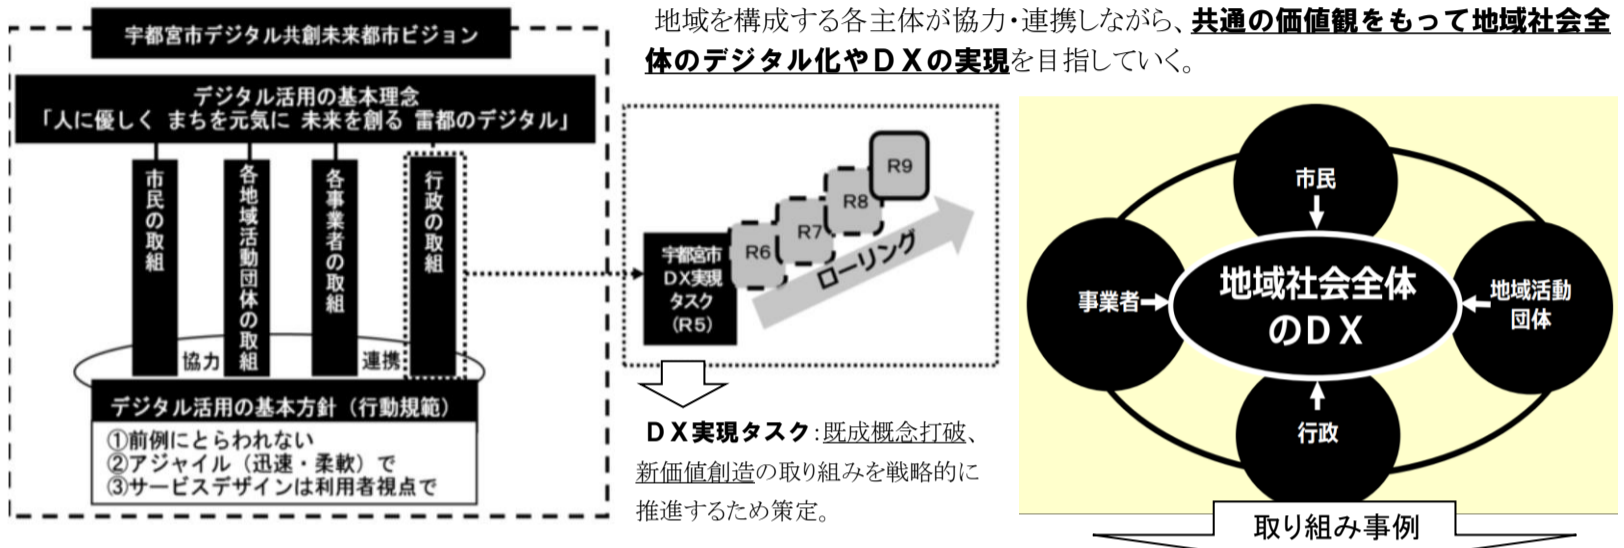 宇都宮市デジタル共創未来都市ビジョン
デジタル活用の基本理念
「人に優しく まちを元気に 未来を創る 雷都のデジタル」
市民の取組
各地域活動団体の取組
各事業者の取組
行政の取組
協力
連携
デジタル活用の基本方針（行動規範）
①前例にとらわれない
②アジャイル（迅速・柔軟）で
③サービスデザインは利用者視点で
地域を構成する各主体が協力・連携しながら、共通の価値観をもって地域社会全
体のデジタル化やＤＸの実現を目指していく。
宇都宮市
ＤＸ実現
タスク
（R5）
R6
R7
R8
R9
ローリング
ＤＸ実現タスク：既成概念打破、
新価値創造の取り組みを戦略的に
推進するため策定。
市民
事業者
地域社会全体
のＤＸ
地域活動
団体
行政
取り組み事例